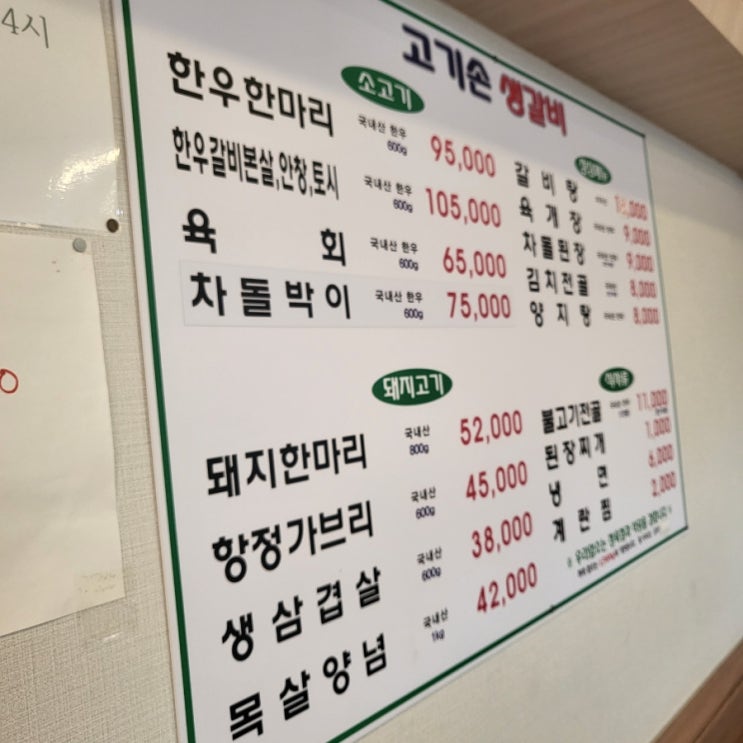 4시
고기손 생갈비
소고기
한우한마리 국내산 한우 600g 95,000
한우갈비본살,안창,토시 국내산 한우 600g 105,000
육회 국내산 한우 600g 65,000
차돌박이 국내산 한우 600g 75,000
돼지고기
돼지한마리 국내산 800g 52,000
항정가브리 국내산 600g 45,000
생삼겹살 국내산 600g 38,000
목살양념 국내산 1kg 42,000
갈비탕
육개장 9,000
차돌된장 9,000
김치전골 8,000
양지탕 8,000
불고기전골 11,000
된장찌개 1,000
냉면 6,000
계란찜 2,000